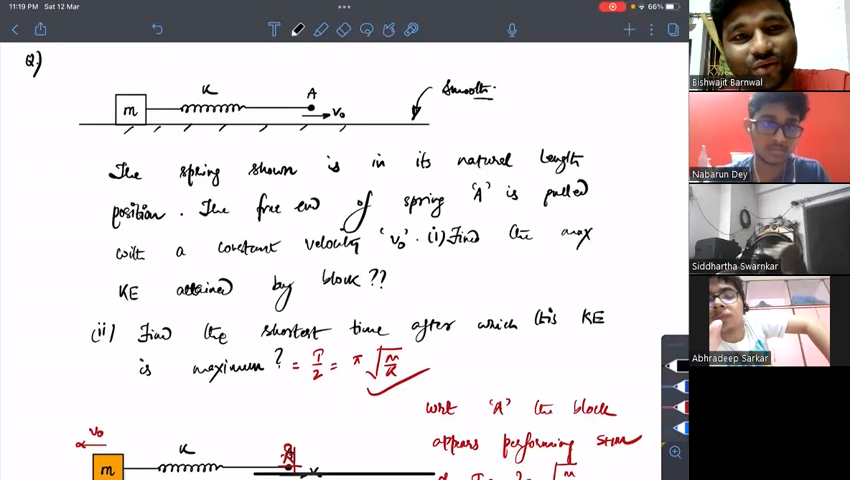 11:19 PM Sat 12 Mar
66%
Q)
K
A
m
v₀
Smooth.
The spring shown is in its natural length
position. The free end of spring 'A' is pulled
with a constant velocity 'v₀'. (i) Find the max
KE attained by block??
(ii) Find the shortest time after which this KE
is maximum? = T/2 = π √(m/K)
wrt 'A' the block
appears performing SHM
v₀
K
m
Bishwajit Barnwal
Nabarun Dey
Siddhartha Swarnkar
Abhradeep Sarkar